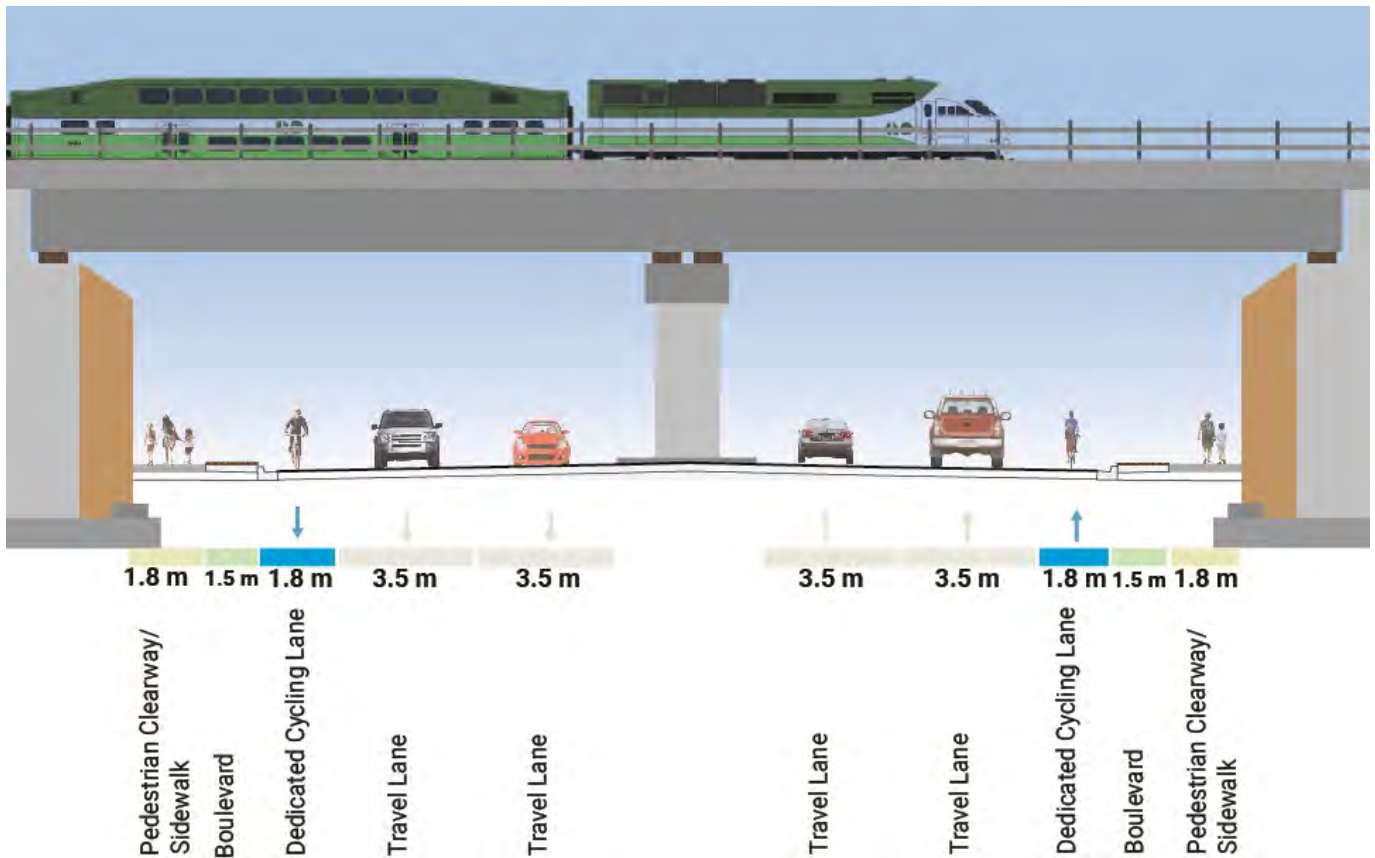 1.8 m
1.5 m
1.8 m
3.5 m
3.5 m
3.5 m
3.5 m
1.8 m
1.5 m
1.8 m
Pedestrian Clearway/
Sidewalk
Boulevard
Dedicated Cycling Lane
Travel Lane
Travel Lane
Travel Lane
Travel Lane
Dedicated Cycling Lane
Boulevard
Pedestrian Clearway/
Sidewalk